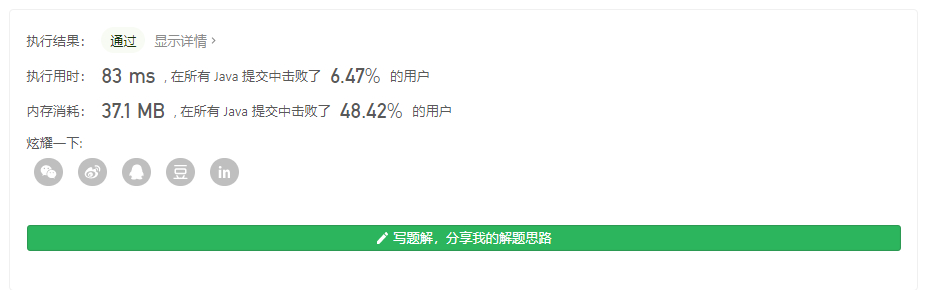 执行结果： 通过 显示详情 ›
执行用时： 83 ms , 在所有 Java 提交中击败了 6.47% 的用户
内存消耗： 37.1 MB , 在所有 Java 提交中击败了 48.42% 的用户
炫耀一下:
豆 in
写题解，分享我的解题思路